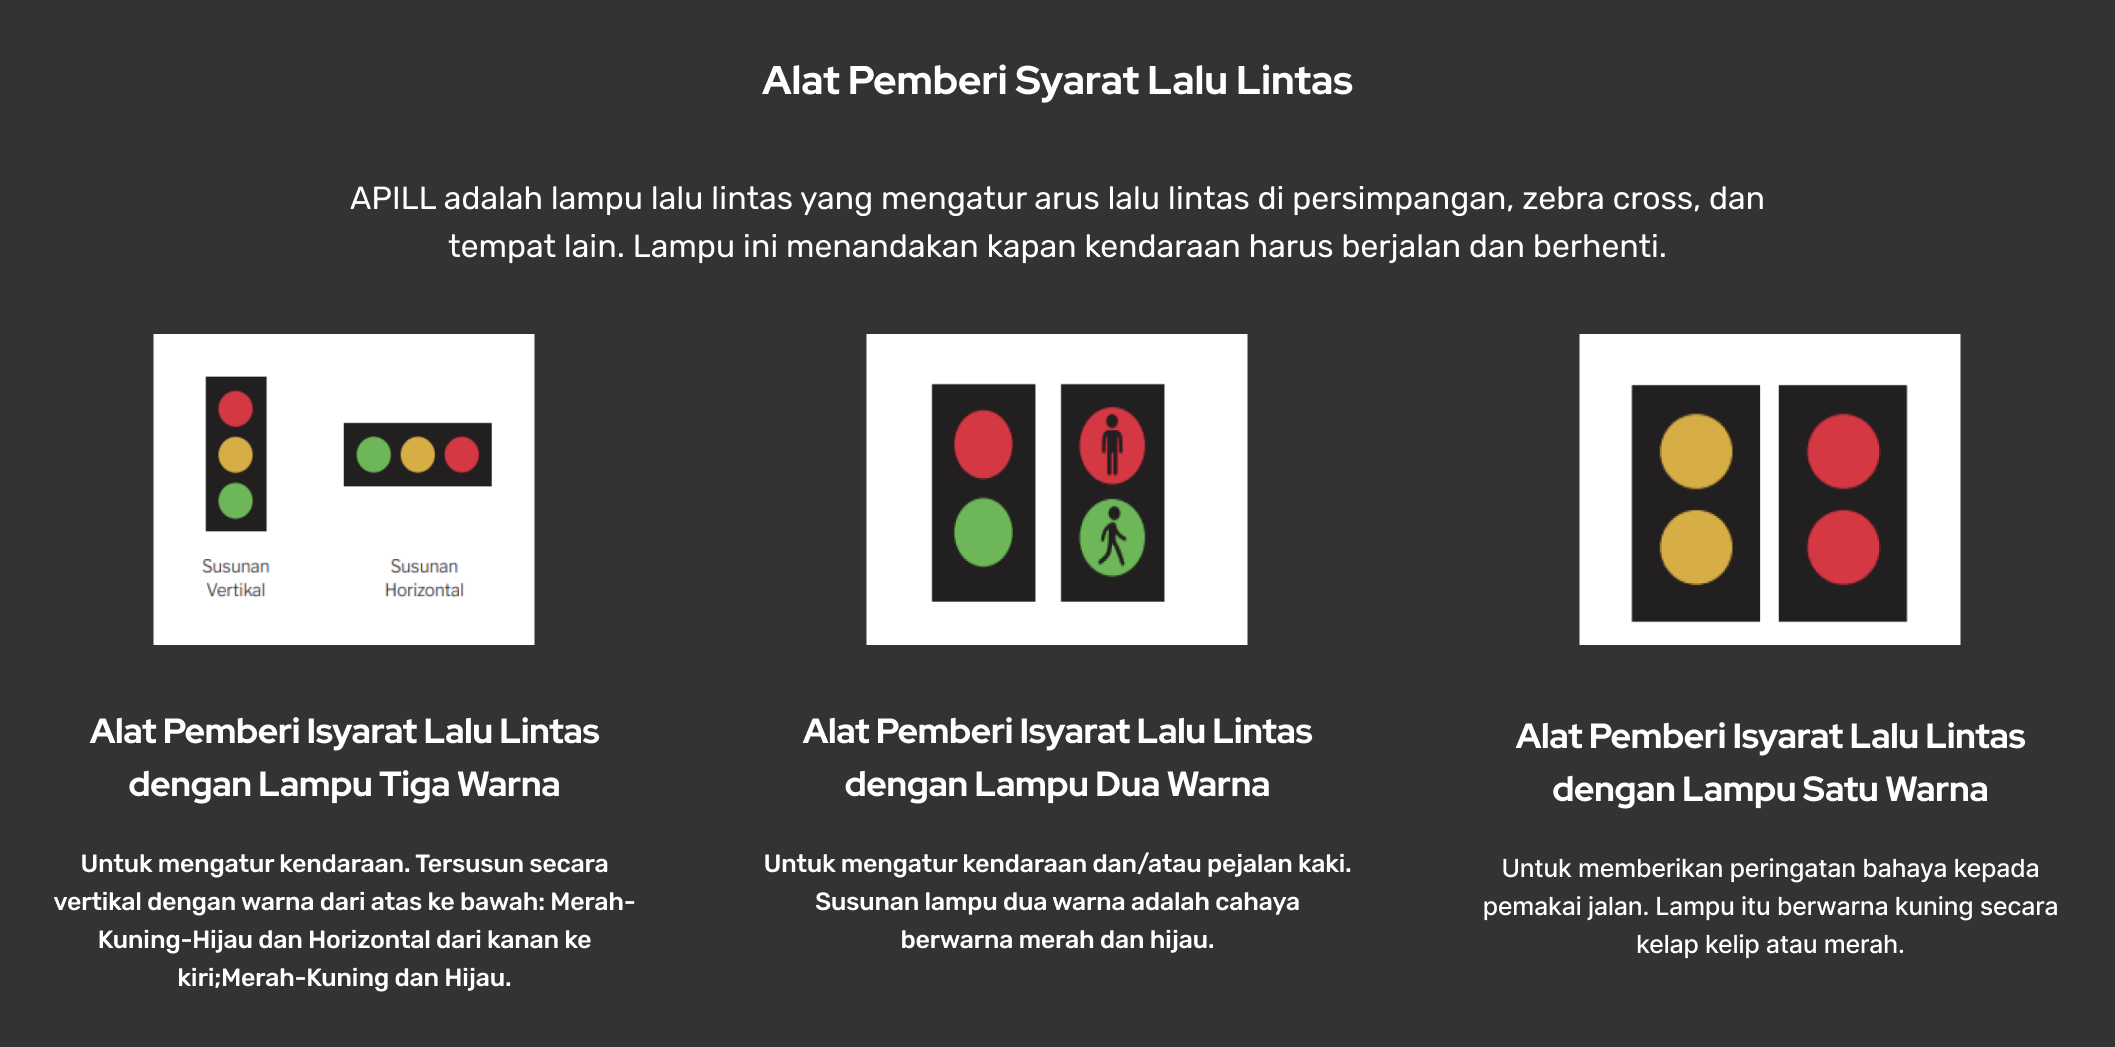 Alat Pemberi Syarat Lalu Lintas
APILL adalah lampu lalu lintas yang mengatur arus lalu lintas di persimpangan, zebra cross, dan
tempat lain. Lampu ini menandakan kapan kendaraan harus berjalan dan berhenti.
Susunan
Vertikal
Susunan
Horizontal
Alat Pemberi Isyarat Lalu Lintas
dengan Lampu Tiga Warna
Untuk mengatur kendaraan. Tersusun secara
vertikal dengan warna dari atas ke bawah: Merah-
Kuning-Hijau dan Horizontal dari kanan ke
kiri;Merah-Kuning dan Hijau.
Alat Pemberi Isyarat Lalu Lintas
dengan Lampu Dua Warna
Untuk mengatur kendaraan dan/atau pejalan kaki.
Susunan lampu dua warna adalah cahaya
berwarna merah dan hijau.
Alat Pemberi Isyarat Lalu Lintas
dengan Lampu Satu Warna
Untuk memberikan peringatan bahaya kepada
pemakai jalan. Lampu itu berwarna kuning secara
kelap kelip atau merah.